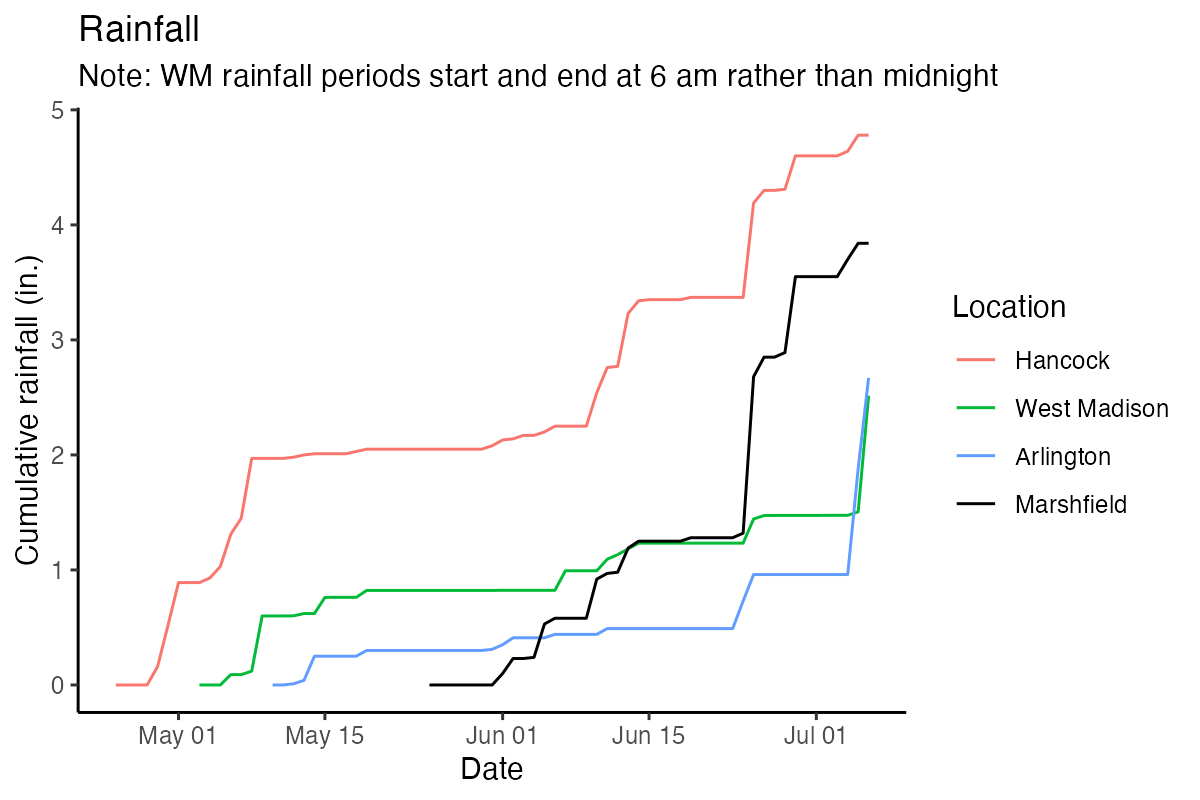 Rainfall
Note: WM rainfall periods start and end at 6 am rather than midnight
Cumulative rainfall (in.)
5
4
3
2
1
0
May 01
May 15
Jun 01
Jun 15
Jul 01
Date
Location
Hancock
West Madison
Arlington
Marshfield